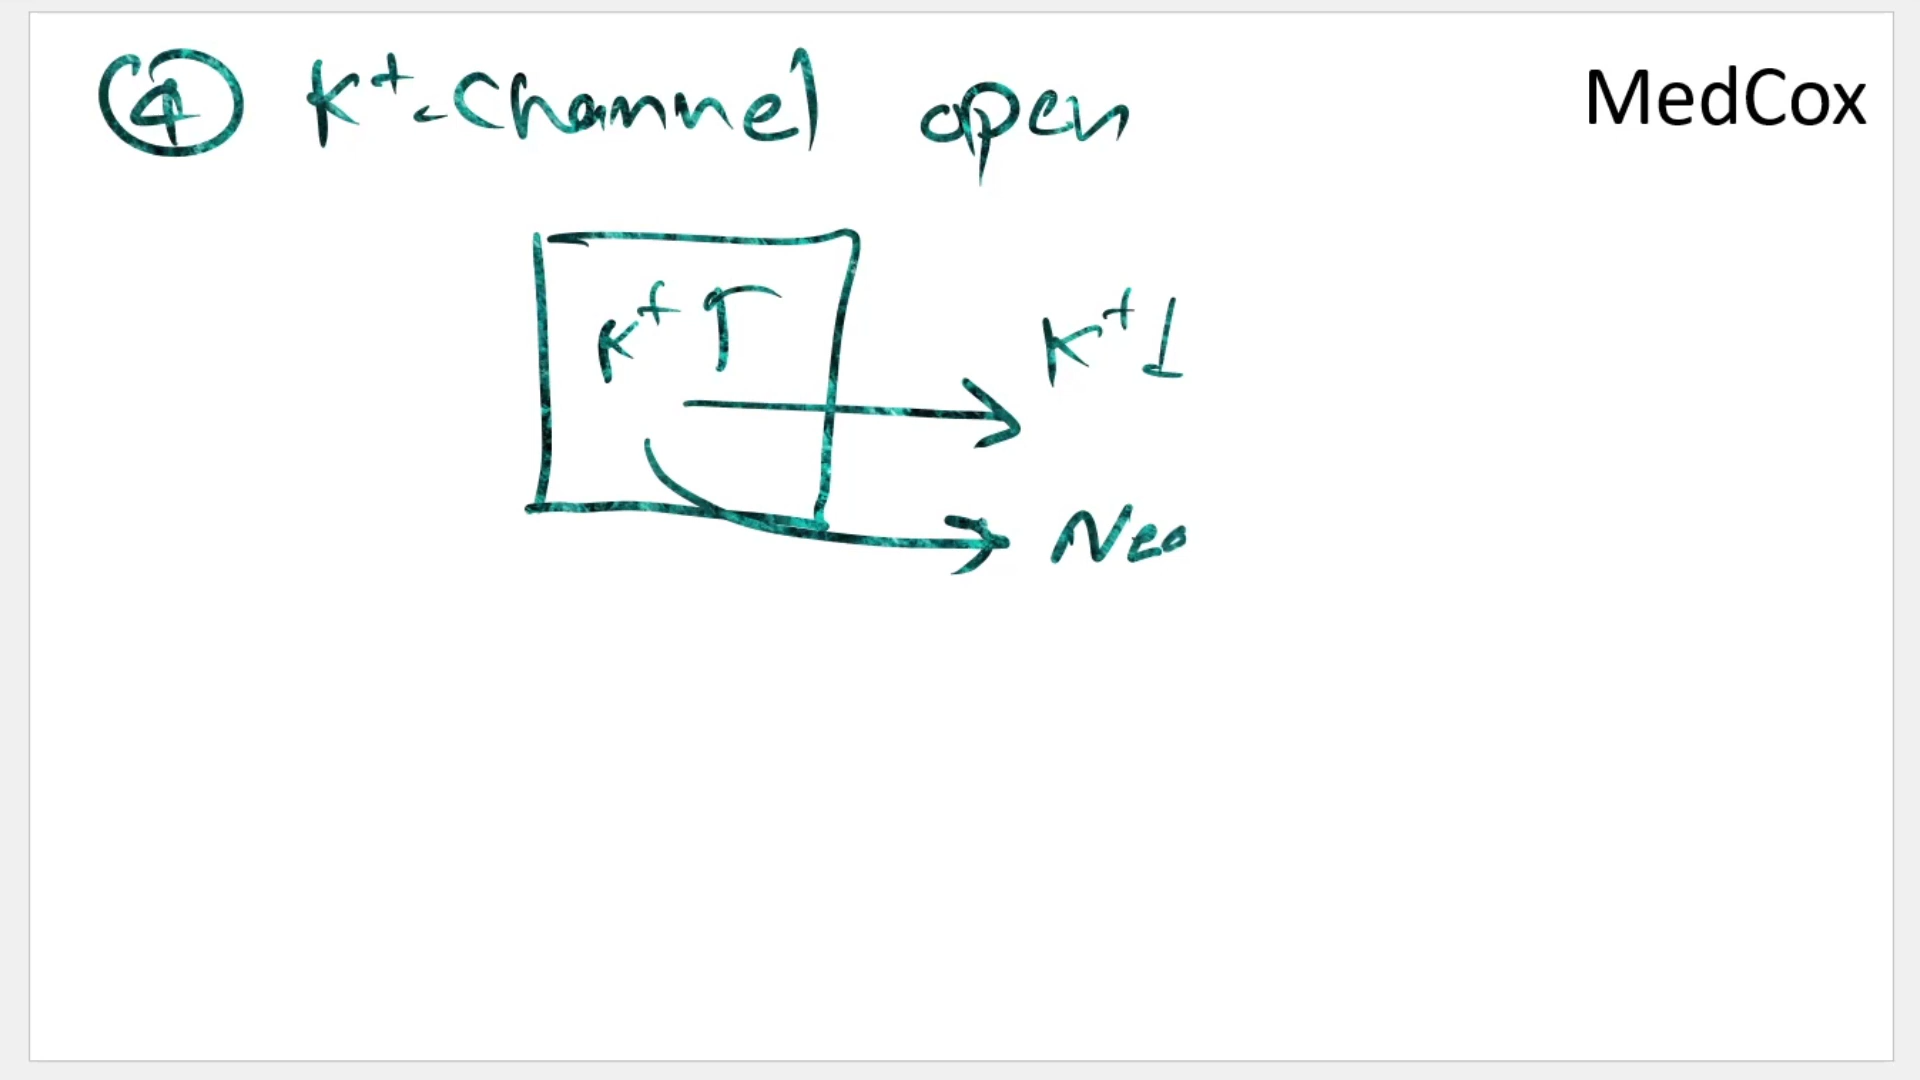 ④ K⁺-Channel open
MedCox
K⁺↑
K⁺↓
Neo